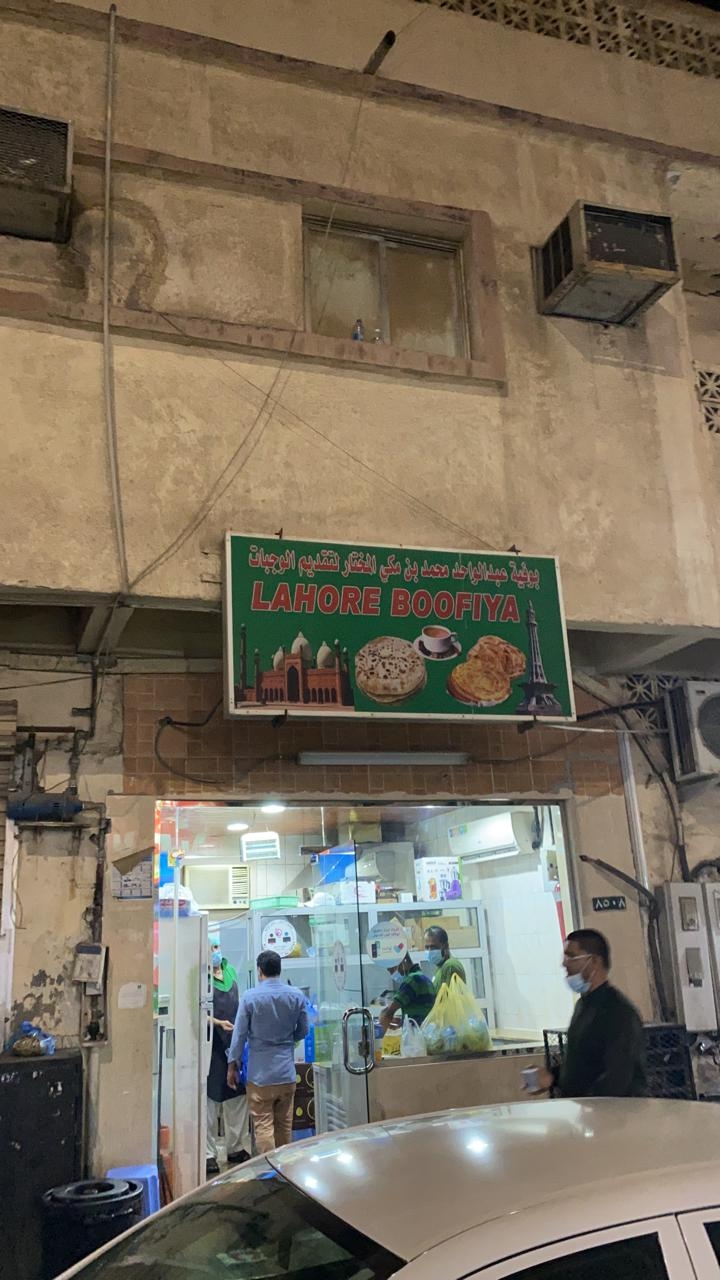 بوفية عبدالواحد محمد بن مكي المختار لتقديم الوجبات
LAHORE BOOFIYA
٨٥٠٨